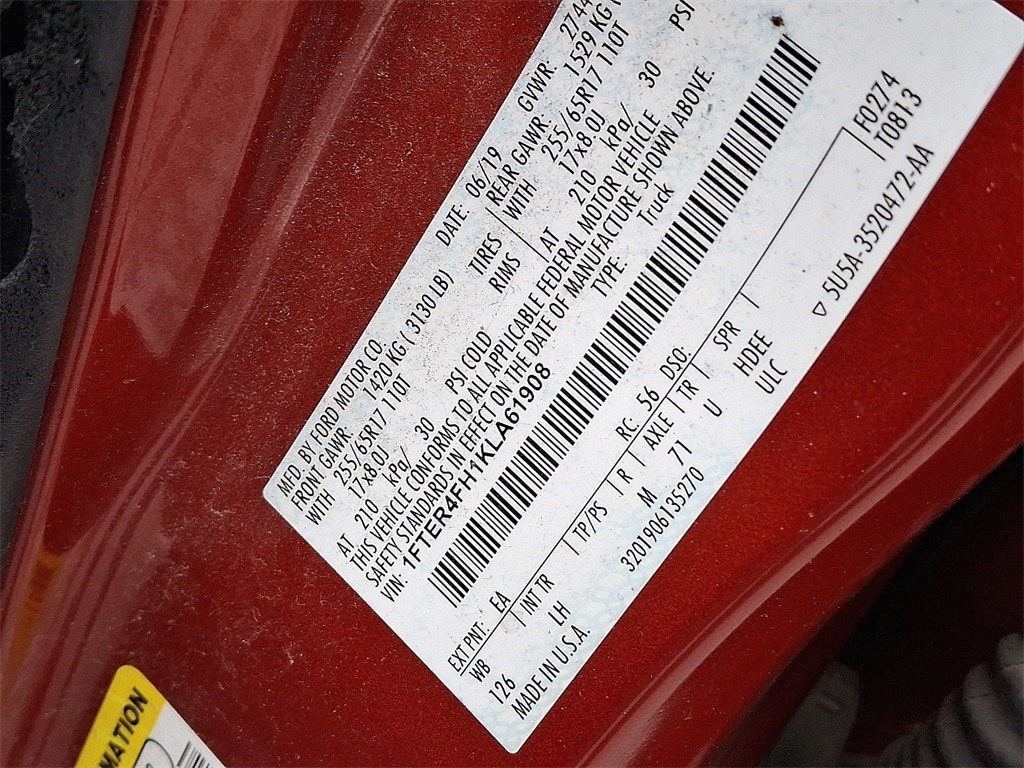 MFD. BY FORD MOTOR CO.
DATE: 06/19 GVWR: 2744
FRONT GAWR: 1420 KG ( 3130 LB) REAR GAWR: 1529 KG (
WITH 255/65R17 110T TIRES WITH 255/65R17 110T
17x8.0J RIMS 17x8.0J
AT 210 kPa/ 30 PSI COLD AT 210 kPa/ 30 PSI
THIS VEHICLE CONFORMS TO ALL APPLICABLE FEDERAL MOTOR VEHICLE
SAFETY STANDARDS IN EFFECT ON THE DATE OF MANUFACTURE SHOWN ABOVE.
VIN: 1FTER4FH1KLA61908 TYPE: Truck
F0274
T0813
EXT PNT: EA RC: 56 DSO:
WB INT TR TP/PS R AXLE TR SPR
126 LH M 71 U HDEE
ULC
MADE IN U.S.A. 3201906135270
▽ 5U5A-3520472-AA
MATION